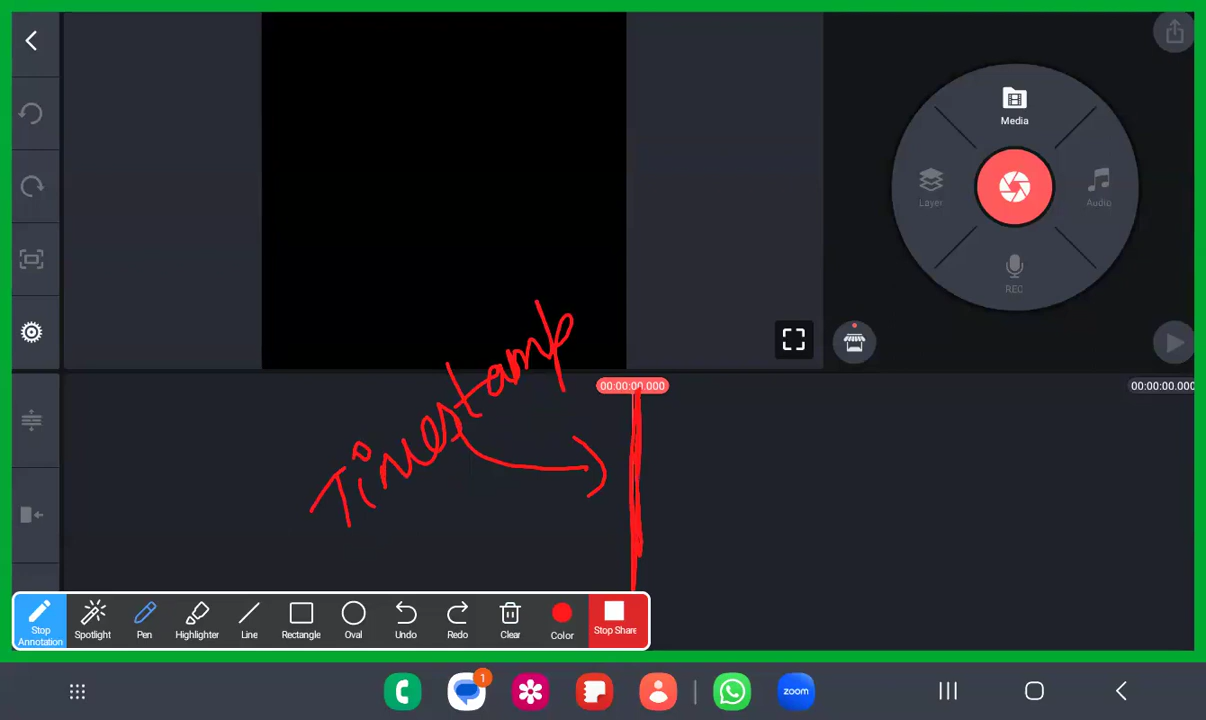 Media
Layer
Audio
REC
Timestamp
00:00:00.000
00:00:00.000
Stop Annotation
Spotlight
Pen
Highlighter
Line
Rectangle
Oval
Undo
Redo
Clear
Color
Stop Share
1
zoom